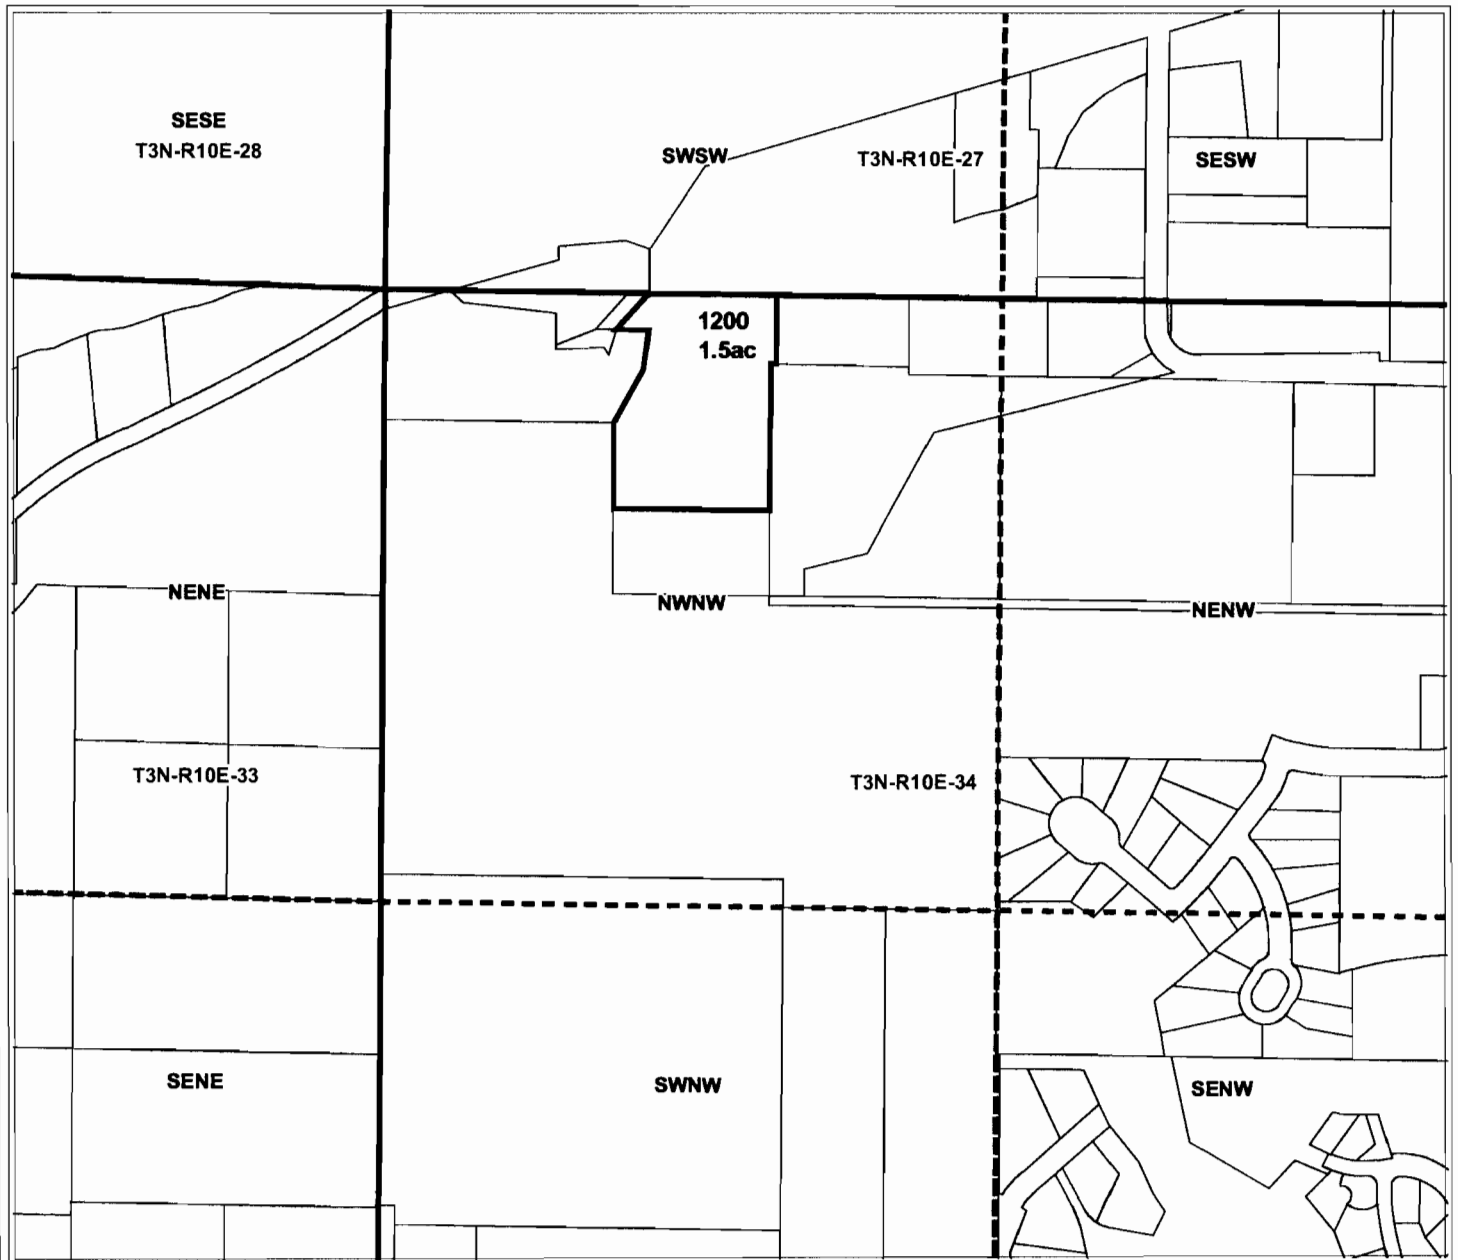 SESE
T3N-R10E-28
SWSW
T3N-R10E-27
SESW
1200
1.5ac
NENE
NWNW
NENW
T3N-R10E-33
T3N-R10E-34
SENE
SWNW
SENW